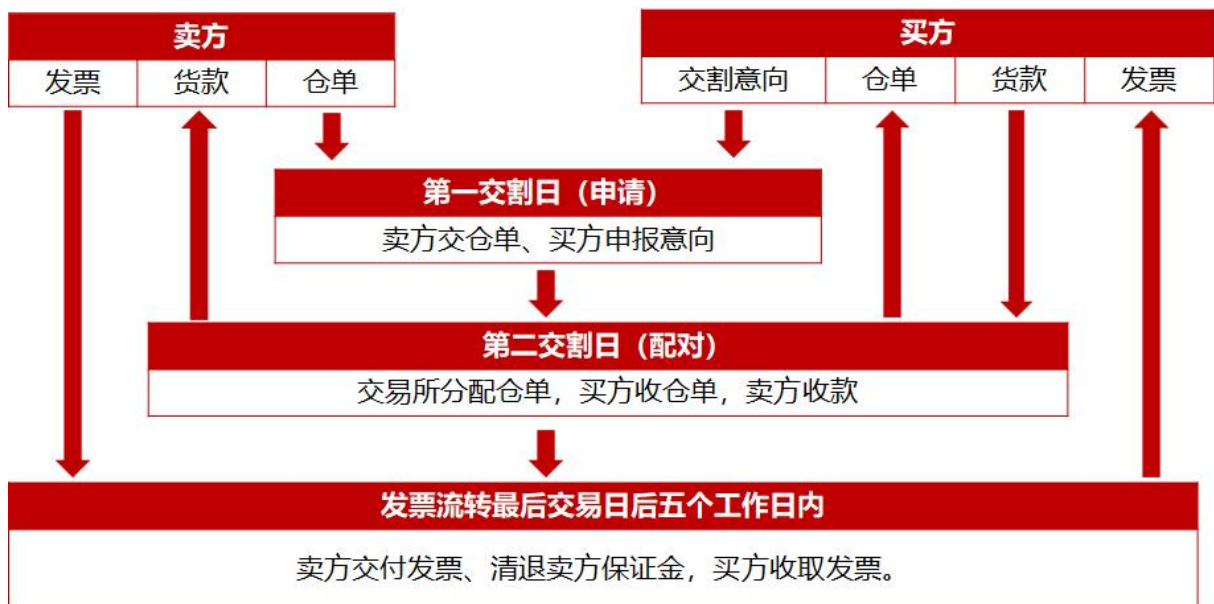 卖方
发票 货款 仓单
买方
交割意向 仓单 货款 发票
第一交割日（申请）
卖方交仓单、买方申报意向
第二交割日（配对）
交易所分配仓单，买方收仓单，卖方收款
发票流转最后交易日后五个工作日内
卖方交付发票、清退卖方保证金，买方收取发票。